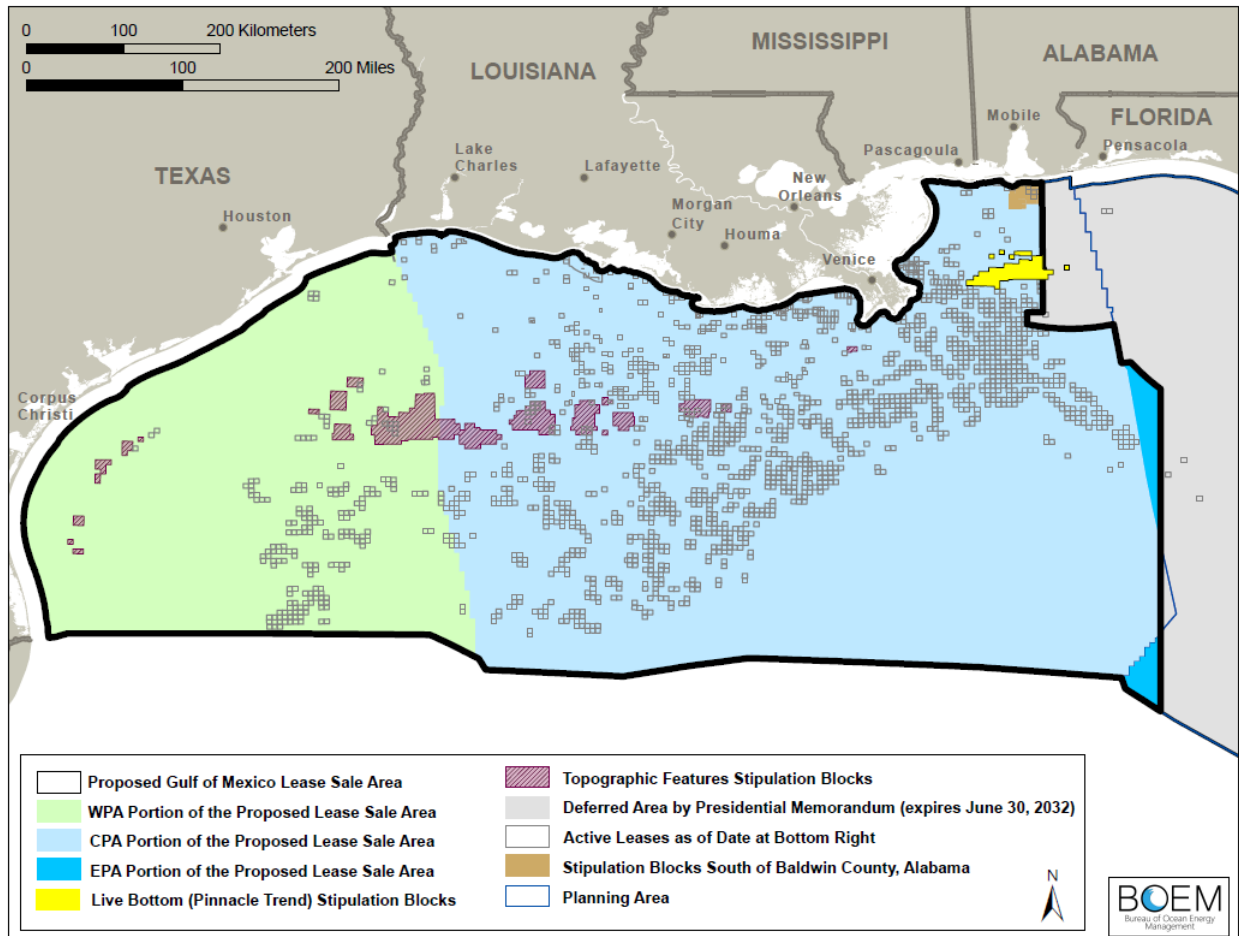 0 100 200 Kilometers
0 100 200 Miles
MISSISSIPPI
ALABAMA
LOUISIANA
FLORIDA
TEXAS
Mobile
Pensacola
Pascagoula
Lake
Charles
Lafayette
New
Orleans
Morgan
City
Houma
Houston
Venice
Corpus
Christi
Proposed Gulf of Mexico Lease Sale Area
WPA Portion of the Proposed Lease Sale Area
CPA Portion of the Proposed Lease Sale Area
EPA Portion of the Proposed Lease Sale Area
Live Bottom (Pinnacle Trend) Stipulation Blocks
Topographic Features Stipulation Blocks
Deferred Area by Presidential Memorandum (expires June 30, 2032)
Active Leases as of Date at Bottom Right
Stipulation Blocks South of Baldwin County, Alabama
Planning Area
N
BOEM
Bureau of Ocean Energy
Management